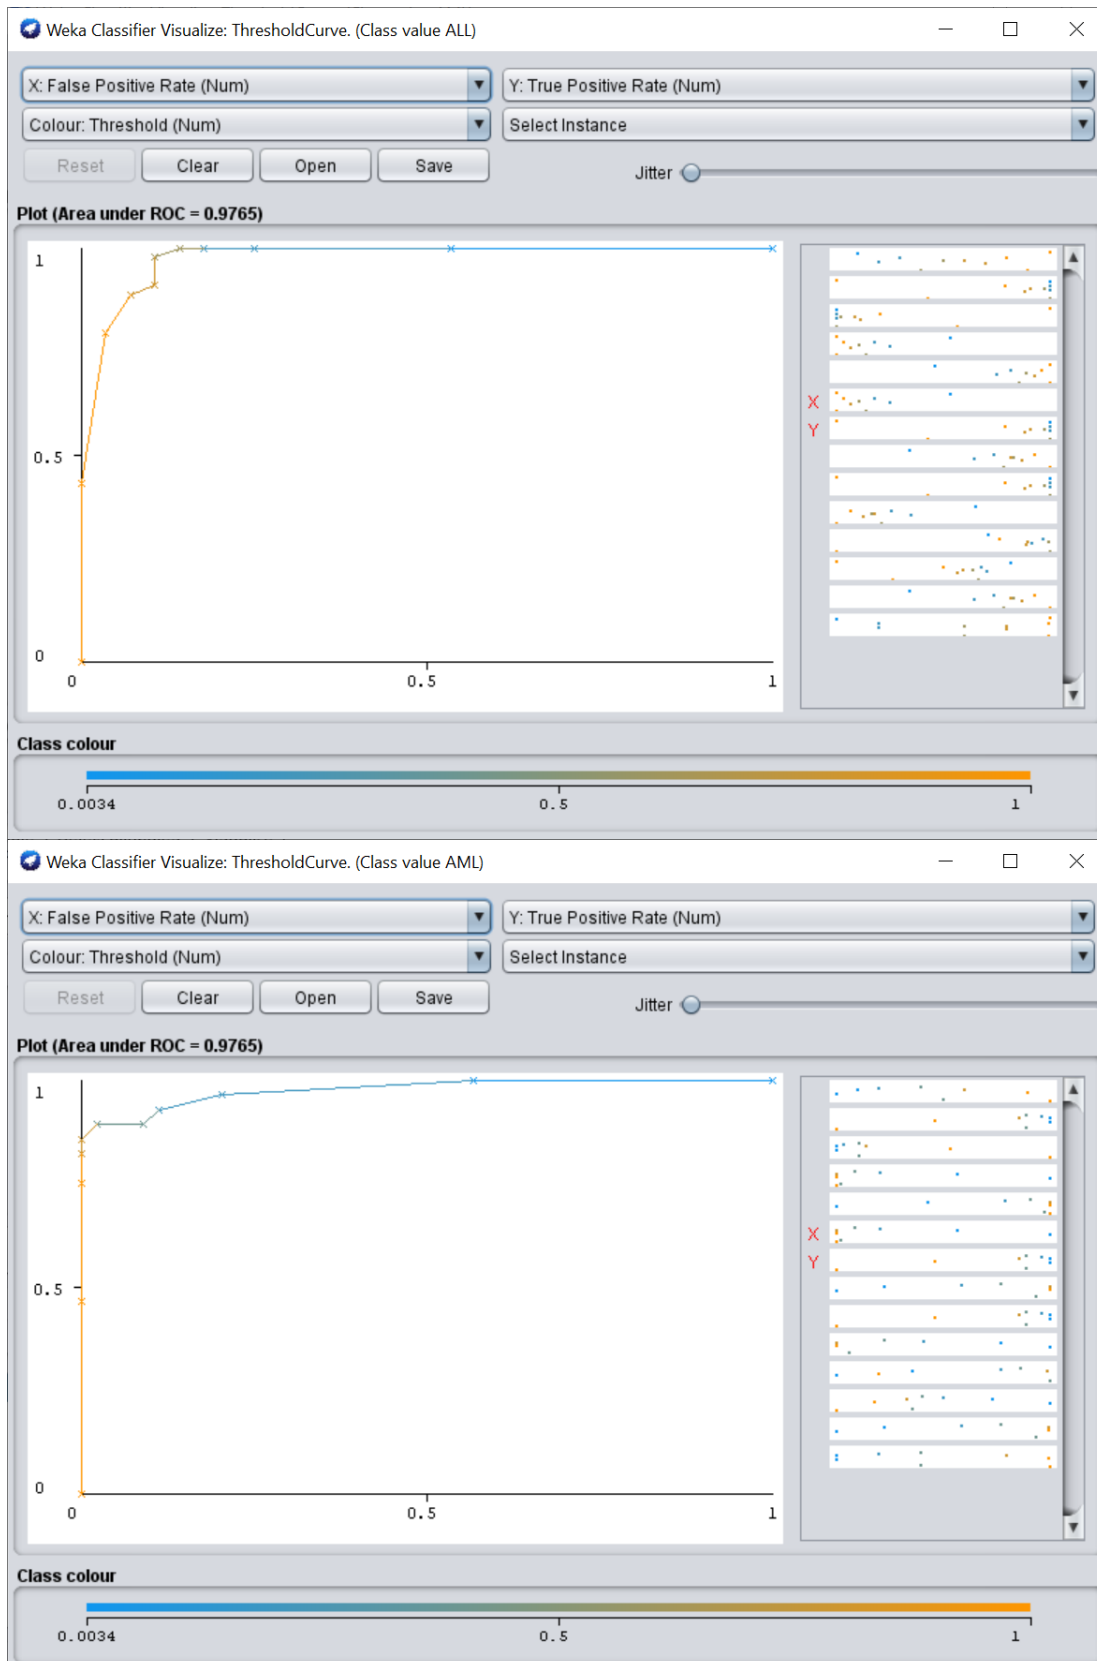 Weka Classifier Visualize: ThresholdCurve. (Class value ALL)
X: False Positive Rate (Num) Y: True Positive Rate (Num)
Colour: Threshold (Num) Select Instance
Reset Clear Open Save Jitter
Plot (Area under ROC = 0.9765)
1
0.5
0
0 0.5 1
X
Y
Class colour
0.0034 0.5 1
Weka Classifier Visualize: ThresholdCurve. (Class value AML)
X: False Positive Rate (Num) Y: True Positive Rate (Num)
Colour: Threshold (Num) Select Instance
Reset Clear Open Save Jitter
Plot (Area under ROC = 0.9765)
1
0.5
0
0 0.5 1
X
Y
Class colour
0.0034 0.5 1